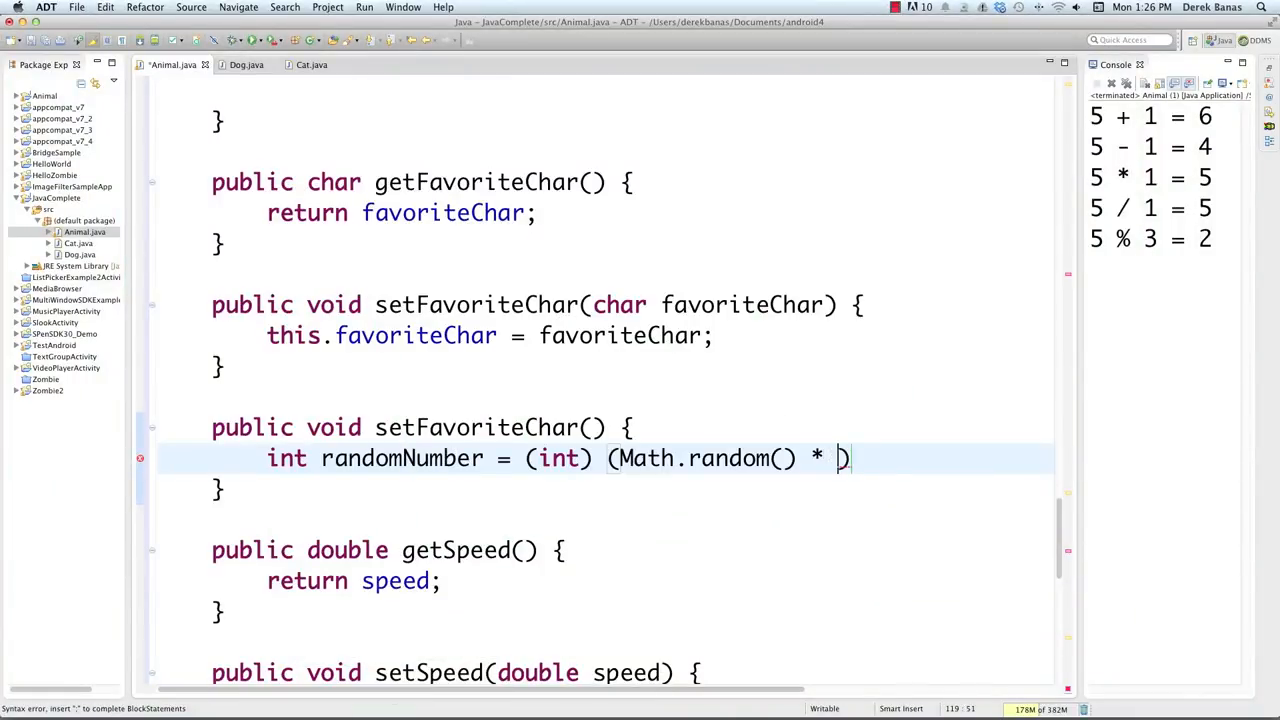 ADT File Edit Refactor Source Navigate Search Project Run Window Help 10 Mon 1:26 PM Derek Banas
Java - JavaComplete/src/Animal.java - ADT - /Users/derekbanas/Documents/android4
Quick Access Java DDMS
Package Exp
*Animal.java Dog.java Cat.java
Console
Animal
appcompat_v7
appcompat_v7_2
appcompat_v7_3
appcompat_v7_4
BridgeSample
HelloWorld
HelloZombie
ImageFilterSampleApp
JavaComplete
src
(default package)
Animal.java
Cat.java
Dog.java
JRE System Library
ListPickerExample2Activi
MediaBrowser
MultiWindowSDKExample
MusicPlayerActivity
SlookActivity
SPenSDK30_Demo
TestAndroid
TextGroupActivity
VideoPlayerActivity
Zombie
Zombie2
}
public char getFavoriteChar() {
return favoriteChar;
}
public void setFavoriteChar(char favoriteChar) {
this.favoriteChar = favoriteChar;
}
public void setFavoriteChar() {
int randomNumber = (int) (Math.random() * )
}
public double getSpeed() {
return speed;
}
public void setSpeed(double speed) {
<terminated> Animal (1) [Java Application]
5 + 1 = 6
5 - 1 = 4
5 * 1 = 5
5 / 1 = 5
5 % 3 = 2
Syntax error, insert ";" to complete BlockStatements Writable Smart Insert 119 : 51 178M of 382M